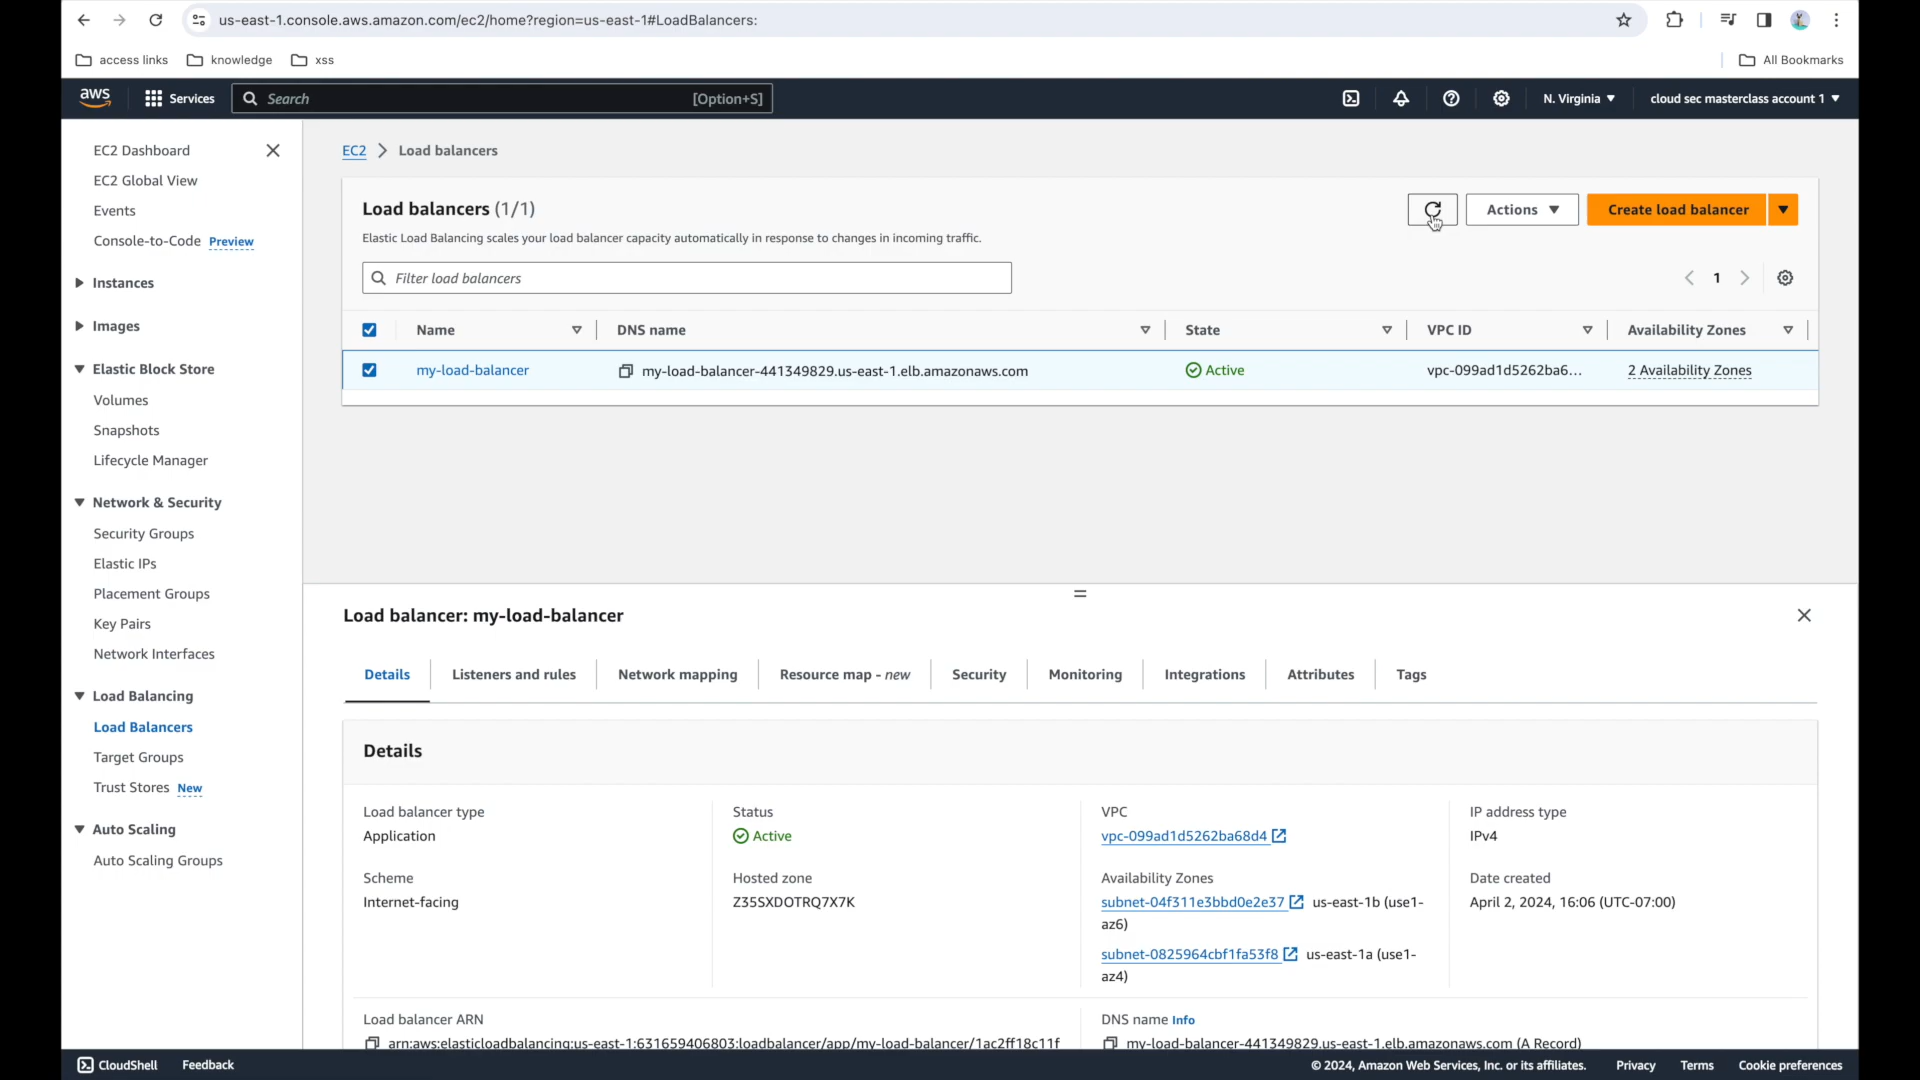 us-east-1.console.aws.amazon.com/ec2/home?region=us-east-1#LoadBalancers:
access links
knowledge
xss
All Bookmarks
aws
Services
Search
[Option+S]
N. Virginia
cloud sec masterclass account 1
EC2 Dashboard
EC2 Global View
Events
Console-to-Code Preview
Instances
Images
Elastic Block Store
Volumes
Snapshots
Lifecycle Manager
Network & Security
Security Groups
Elastic IPs
Placement Groups
Key Pairs
Network Interfaces
Load Balancing
Load Balancers
Target Groups
Trust Stores New
Auto Scaling
Auto Scaling Groups
EC2 > Load balancers
Load balancers (1/1)
Actions
Create load balancer
Elastic Load Balancing scales your load balancer capacity automatically in response to changes in incoming traffic.
Filter load balancers
1
Name
DNS name
State
VPC ID
Availability Zones
my-load-balancer
my-load-balancer-441349829.us-east-1.elb.amazonaws.com
Active
vpc-099ad1d5262ba6...
2 Availability Zones
Load balancer: my-load-balancer
Details
Listeners and rules
Network mapping
Resource map - new
Security
Monitoring
Integrations
Attributes
Tags
Details
Load balancer type
Application
Status
Active
VPC
vpc-099ad1d5262ba68d4
IP address type
IPv4
Scheme
Internet-facing
Hosted zone
Z35SXDOTRQ7X7K
Availability Zones
subnet-04f311e3bbd0e2e37 us-east-1b (use1-
az6)
subnet-0825964cbf1fa53f8 us-east-1a (use1-
az4)
Date created
April 2, 2024, 16:06 (UTC-07:00)
Load balancer ARN
arn:aws:elasticloadbalancing:us-east-1:631659406803:loadbalancer/app/my-load-balancer/1ac2ff18c11f
DNS name Info
my-load-balancer-441349829.us-east-1.elb.amazonaws.com (A Record)
CloudShell
Feedback
© 2024, Amazon Web Services, Inc. or its affiliates.
Privacy
Terms
Cookie preferences